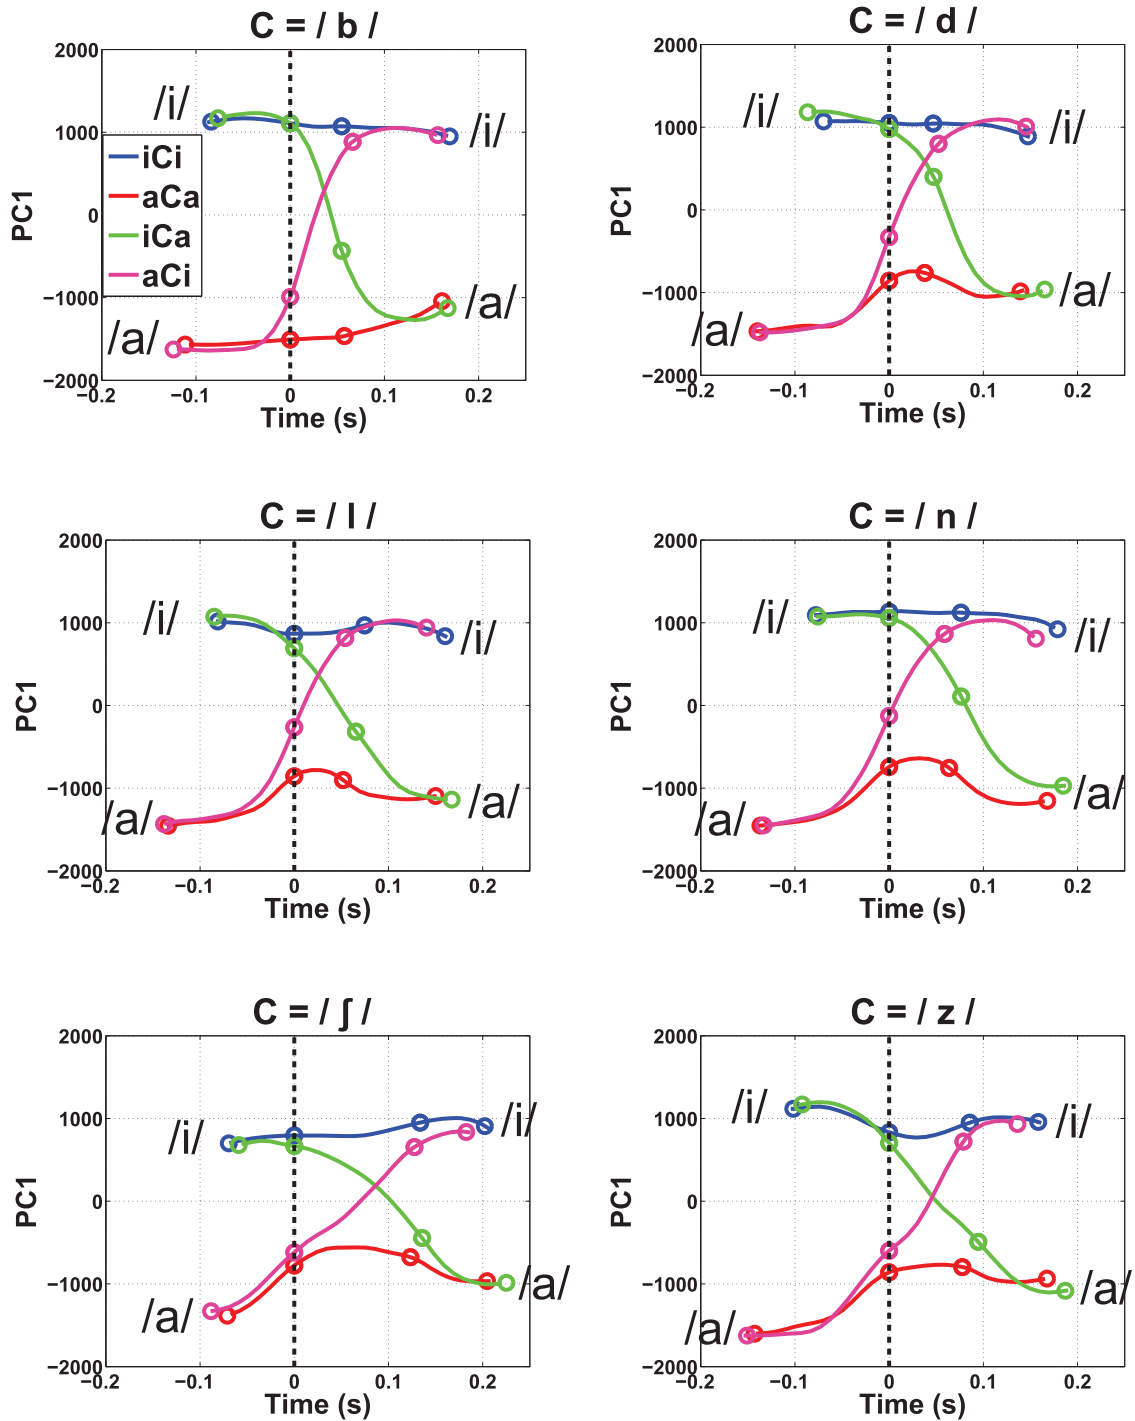 C = / b /
2000
1000
0
−1000
−2000
PC1
/i/
/i/
iCi
aCa
iCa
aCi
/a/
/a/
−0.2
−0.1
0
0.1
0.2
Time (s)
C = / d /
2000
1000
0
−1000
−2000
PC1
/i/
/i/
/a/
/a/
−0.2
−0.1
0
0.1
0.2
Time (s)
C = / l /
2000
1000
0
−1000
−2000
PC1
/i/
/i/
/a/
/a/
−0.2
−0.1
0
0.1
0.2
Time (s)
C = / n /
2000
1000
0
−1000
−2000
PC1
/i/
/i/
/a/
/a/
−0.2
−0.1
0
0.1
0.2
Time (s)
C = / ʃ /
2000
1000
0
−1000
−2000
PC1
/i/
/i/
/a/
/a/
−0.2
−0.1
0
0.1
0.2
Time (s)
C = / z /
2000
1000
0
−1000
−2000
PC1
/i/
/i/
/a/
/a/
−0.2
−0.1
0
0.1
0.2
Time (s)